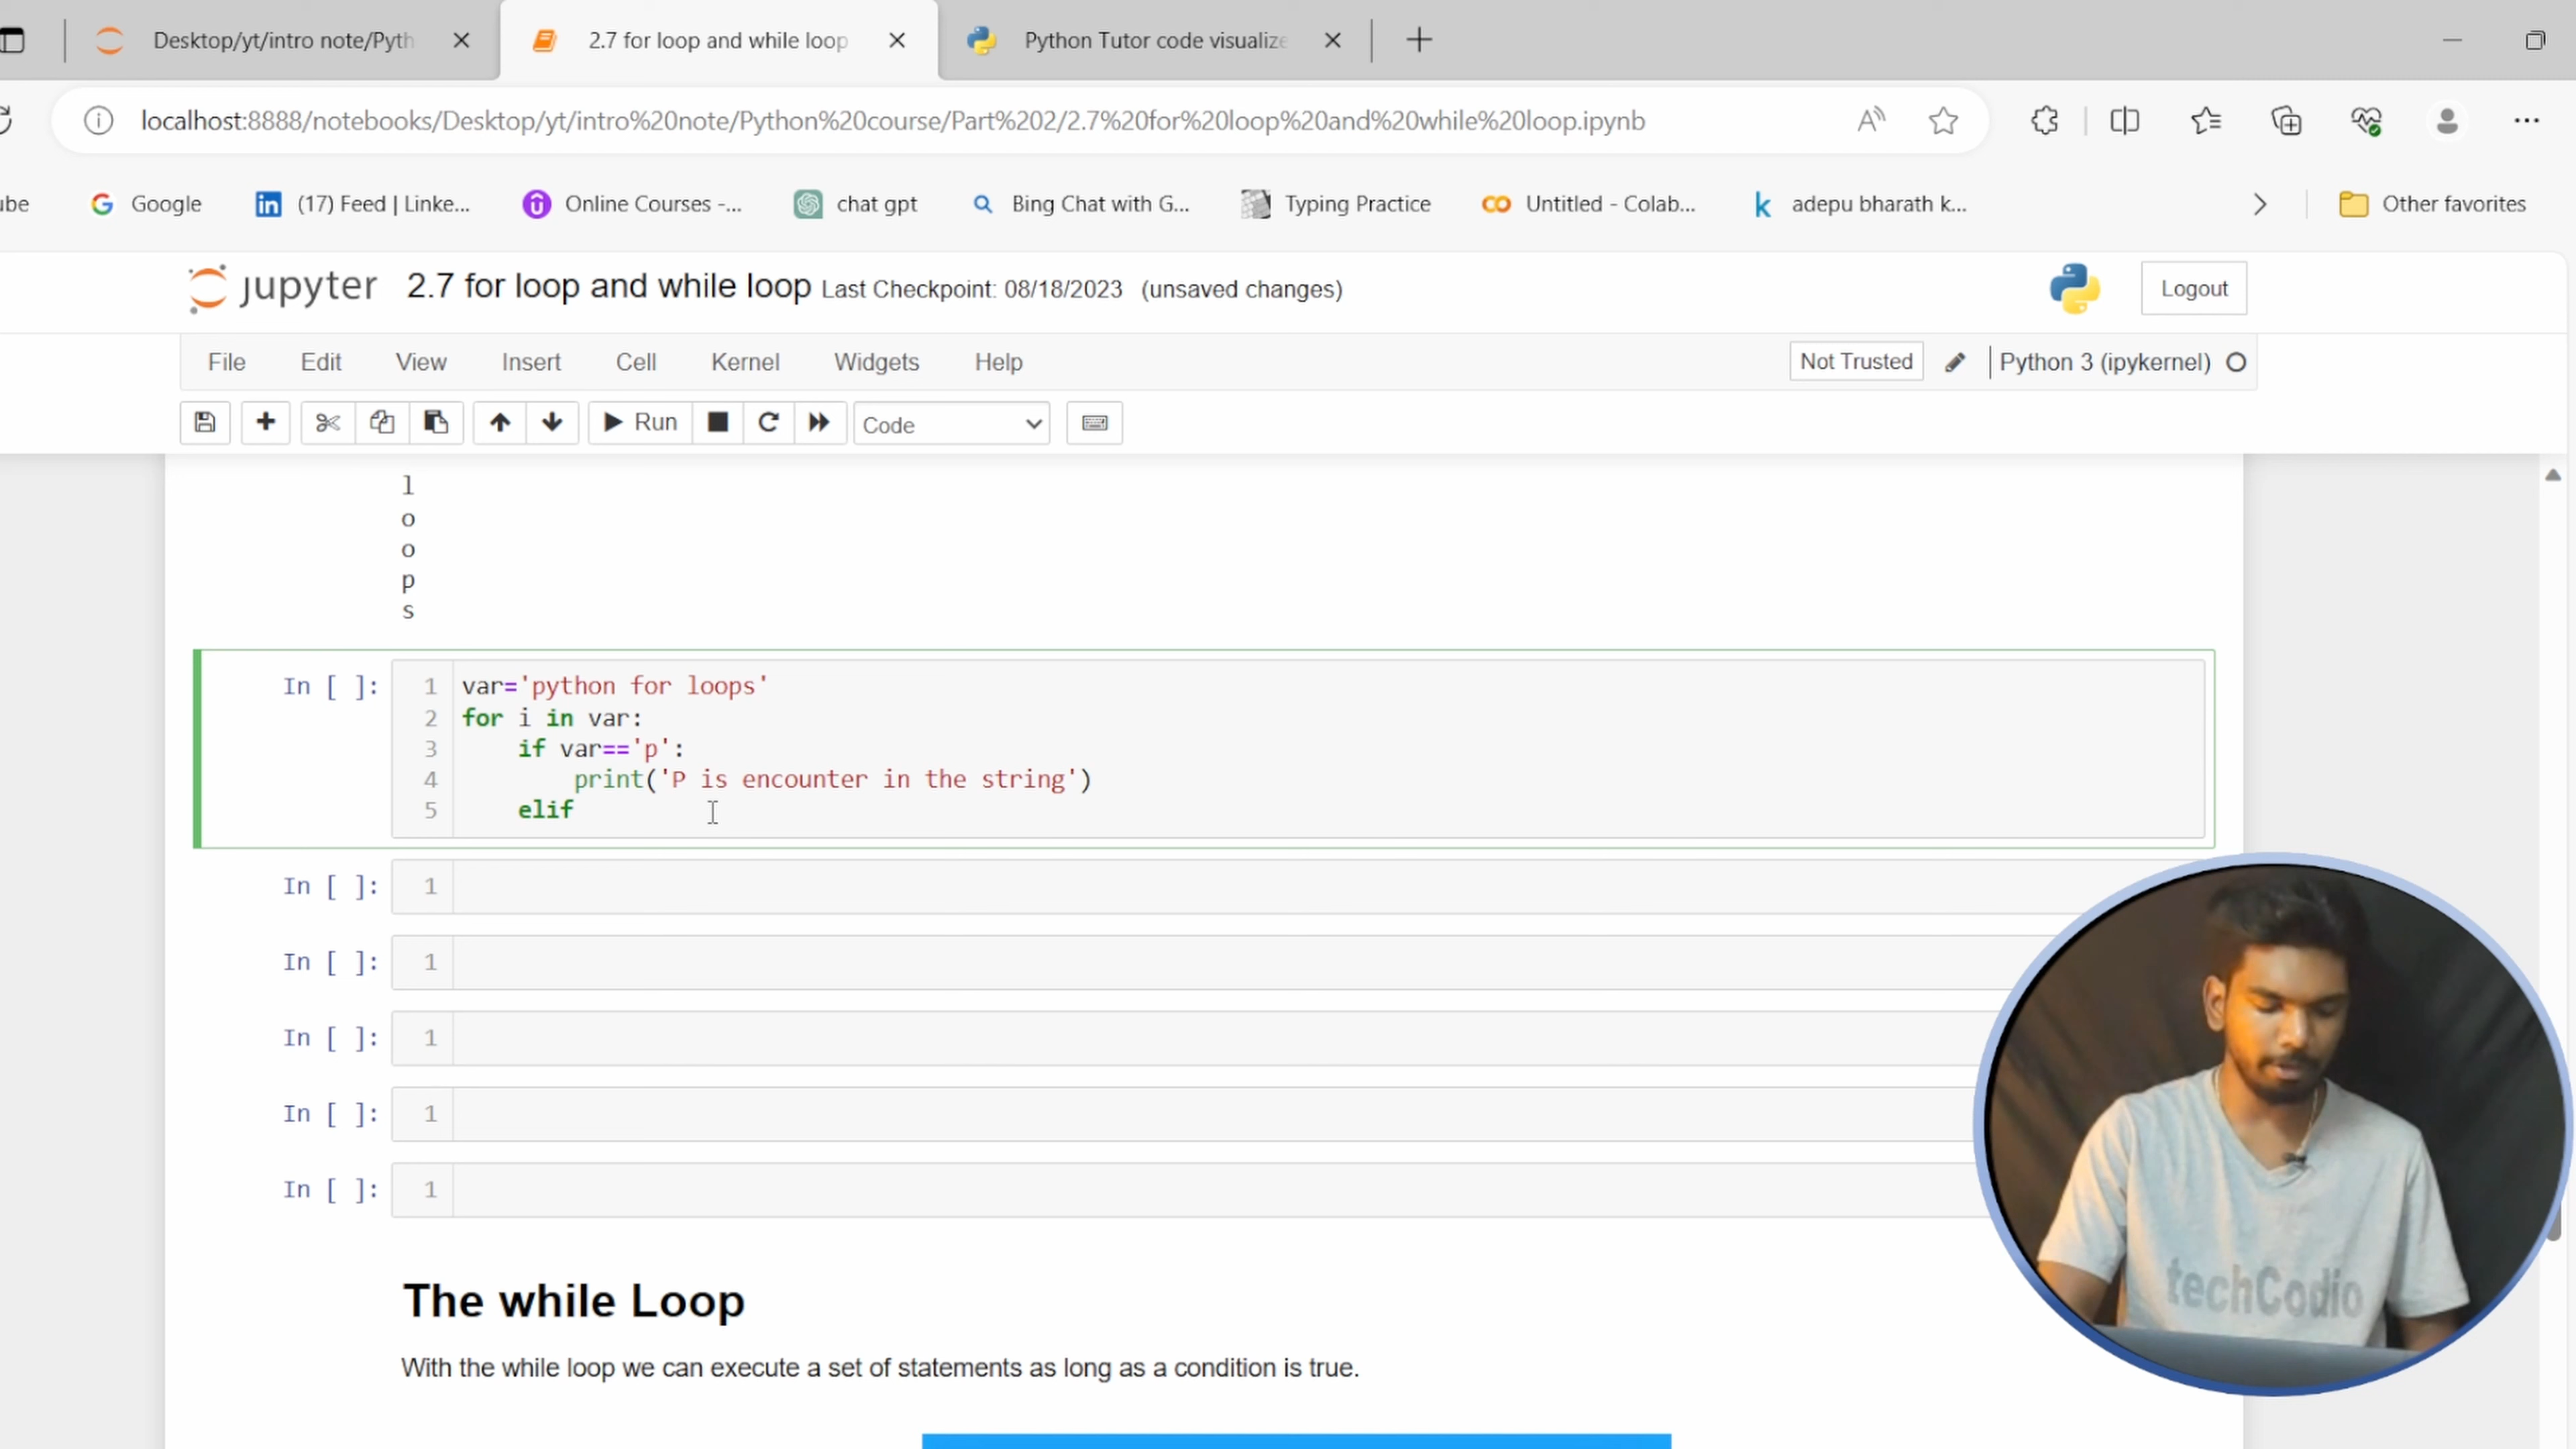 Desktop/yt/intro note/Pyth
2.7 for loop and while loop
Python Tutor code visualize
localhost:8888/notebooks/Desktop/yt/intro%20note/Python%20course/Part%202/2.7%20for%20loop%20and%20while%20loop.ipynb
ube
Google
(17) Feed | Linke...
Online Courses -...
chat gpt
Bing Chat with G...
Typing Practice
Untitled - Colab...
adepu bharath k...
Other favorites
jupyter 2.7 for loop and while loop Last Checkpoint: 08/18/2023 (unsaved changes)
Logout
File Edit View Insert Cell Kernel Widgets Help
Not Trusted
Python 3 (ipykernel)
Run
Code
l
o
o
p
s
In [ ]:
1 var='python for loops'
2 for i in var:
3 if var=='p':
4 print('P is encounter in the string')
5 elif
In [ ]: 1
In [ ]: 1
In [ ]: 1
In [ ]: 1
In [ ]: 1
The while Loop
With the while loop we can execute a set of statements as long as a condition is true.
techCodio